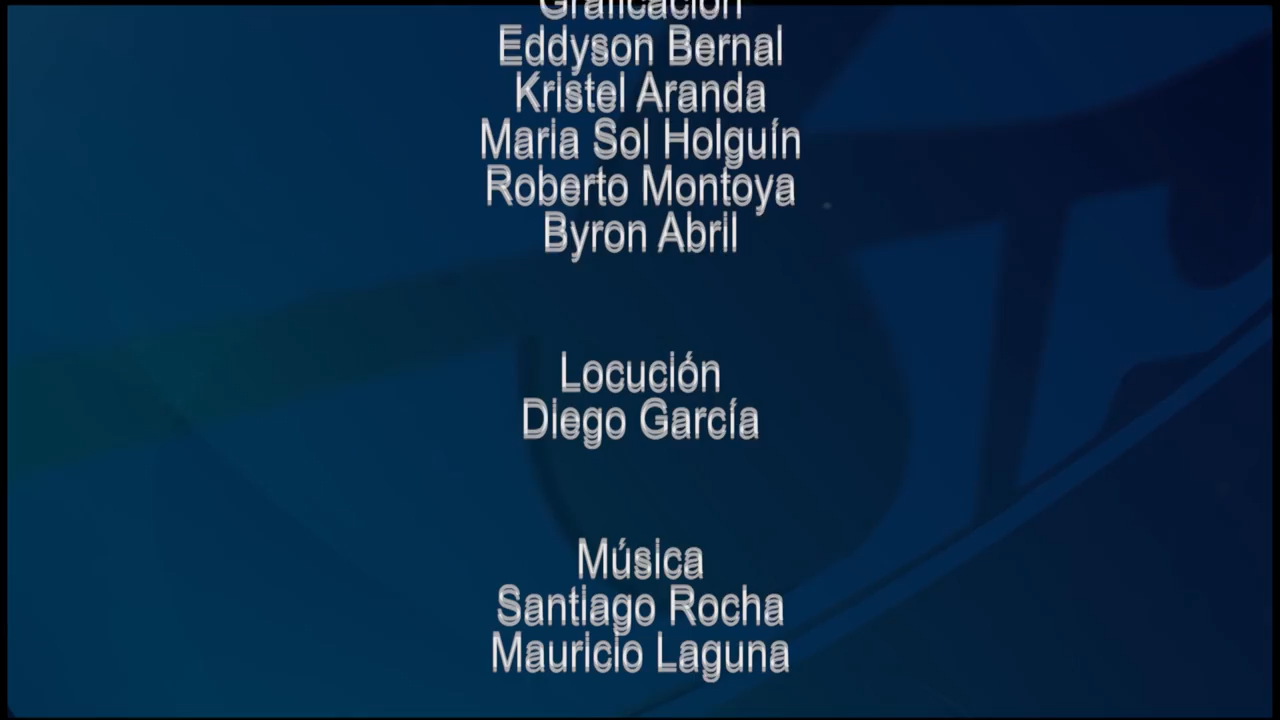 Graficación
Eddyson Bernal
Kristel Aranda
Maria Sol Holguín
Roberto Montoya
Byron Abril
Locución
Diego García
Música
Santiago Rocha
Mauricio Laguna